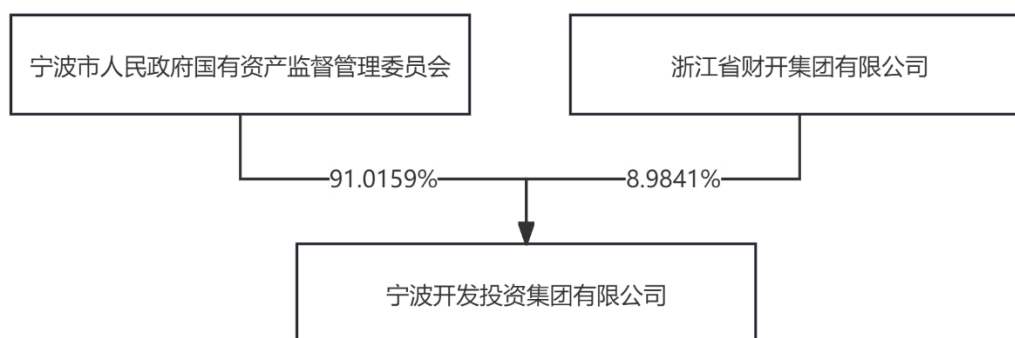 宁波市人民政府国有资产监督管理委员会
浙江省财开集团有限公司
91.0159%
8.9841%
宁波开发投资集团有限公司